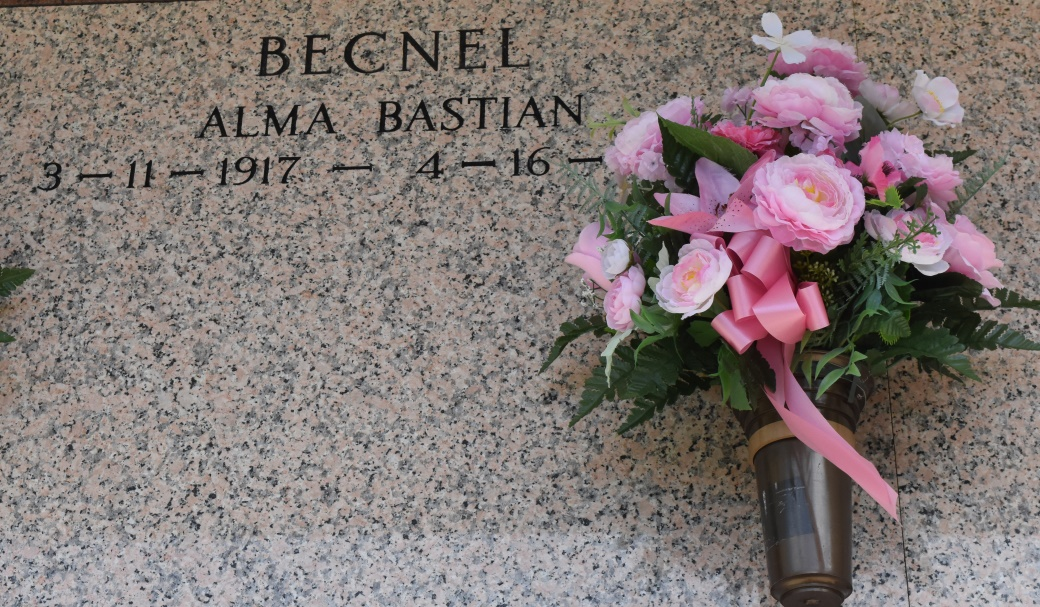 BECNEL
ALMA BASTIAN
3 — 11 — 1917 — 4 — 16 —